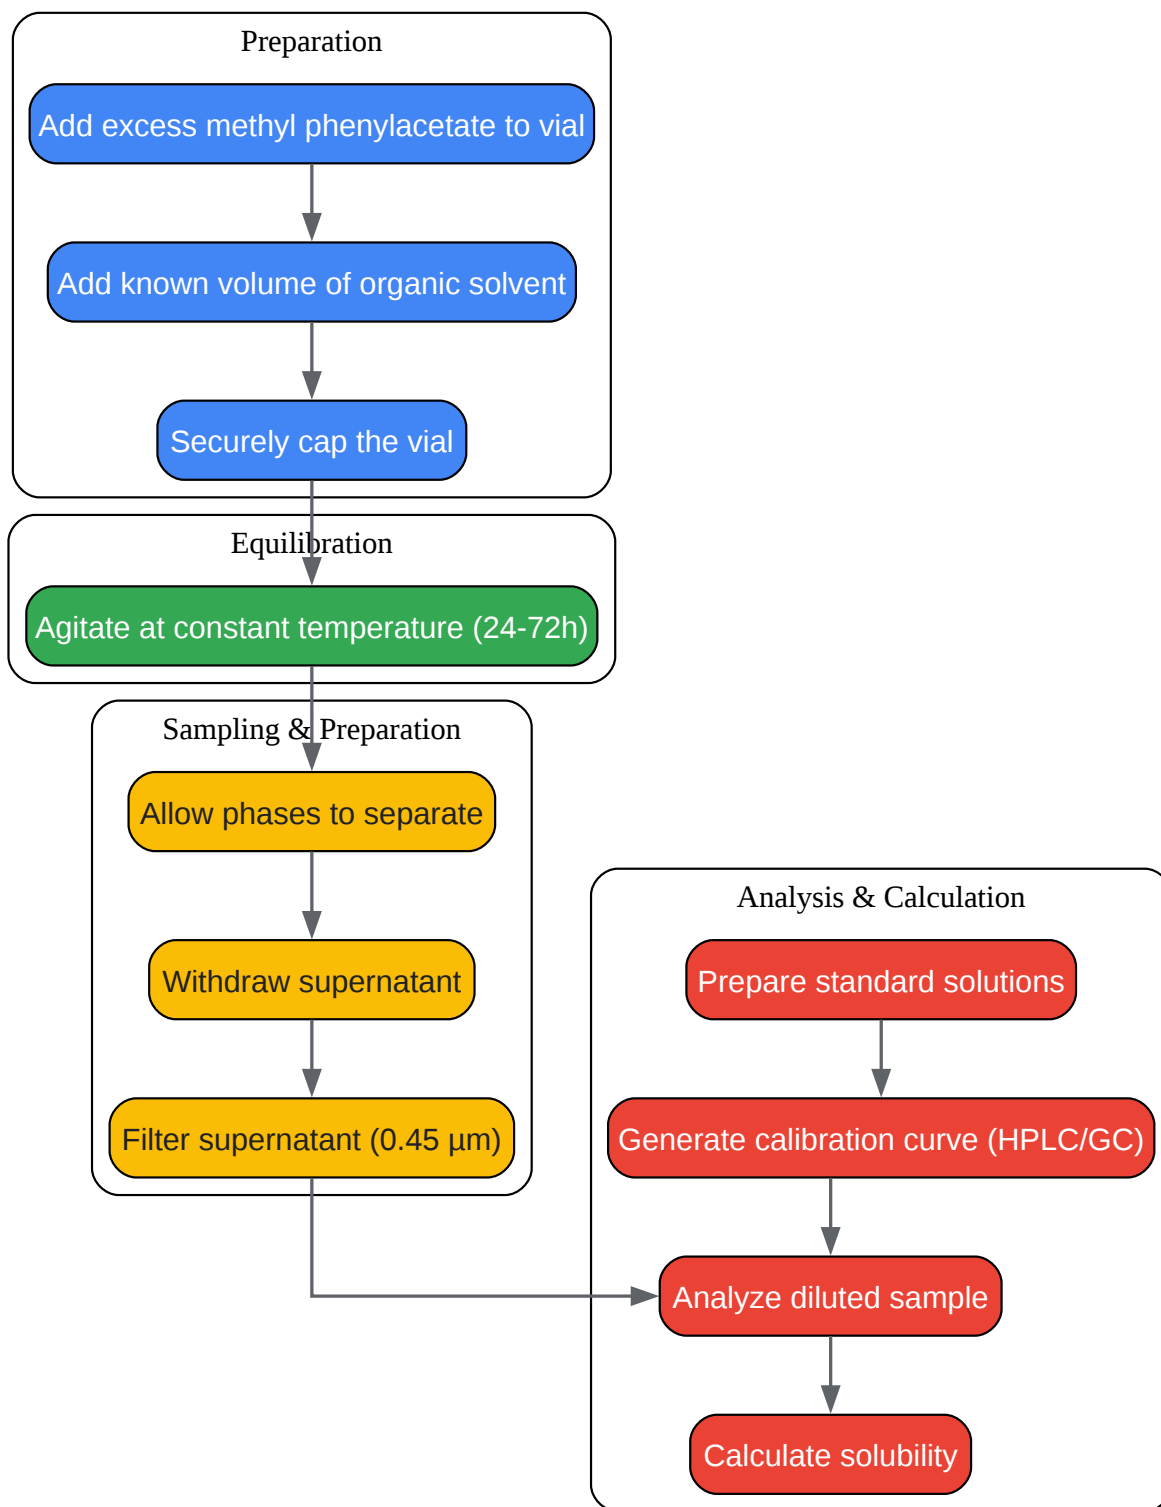 Preparation
Add excess methyl phenylacetate to vial
Add known volume of organic solvent
Securely cap the vial
Equilibration
Agitate at constant temperature (24-72h)
Sampling & Preparation
Allow phases to separate
Withdraw supernatant
Filter supernatant (0.45 µm)
Analysis & Calculation
Prepare standard solutions
Generate calibration curve (HPLC/GC)
Analyze diluted sample
Calculate solubility